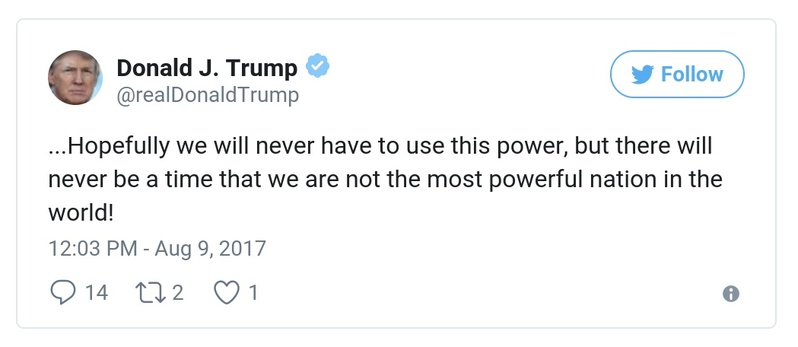 Donald J. Trump
@realDonaldTrump
Follow
...Hopefully we will never have to use this power, but there will
never be a time that we are not the most powerful nation in the
world!
12:03 PM - Aug 9, 2017
14 2 1